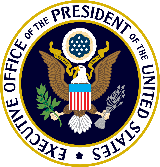 EXECUTIVE OFFICE OF THE PRESIDENT OF THE UNITED STATES